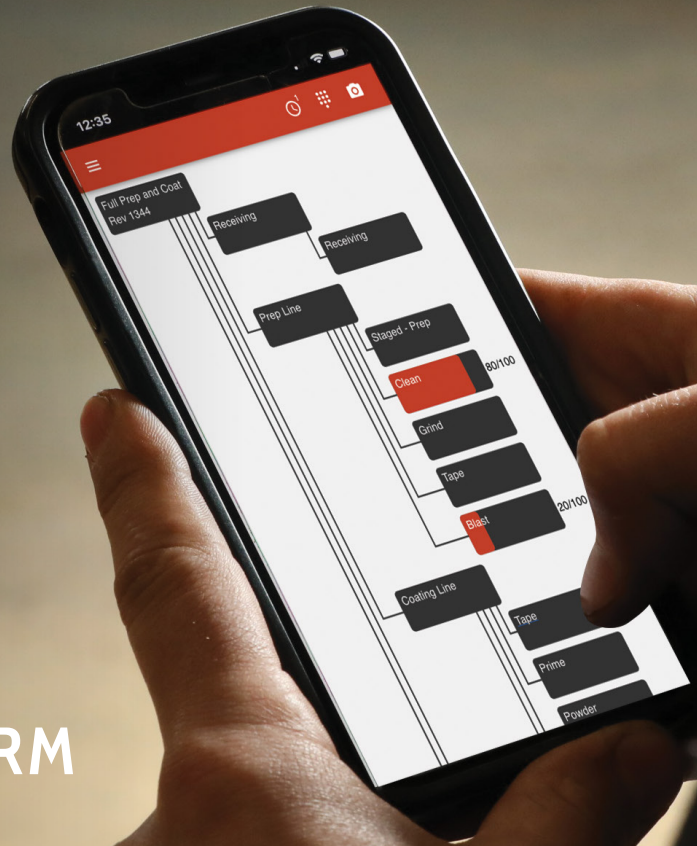 12:35
Full Prep and Coat
Rev 1344
Receiving
Receiving
Prep Line
Staged - Prep
Clean
80/100
Grind
Tape
Blast
20/100
Coating Line
Tape
Prime
Powder
RM